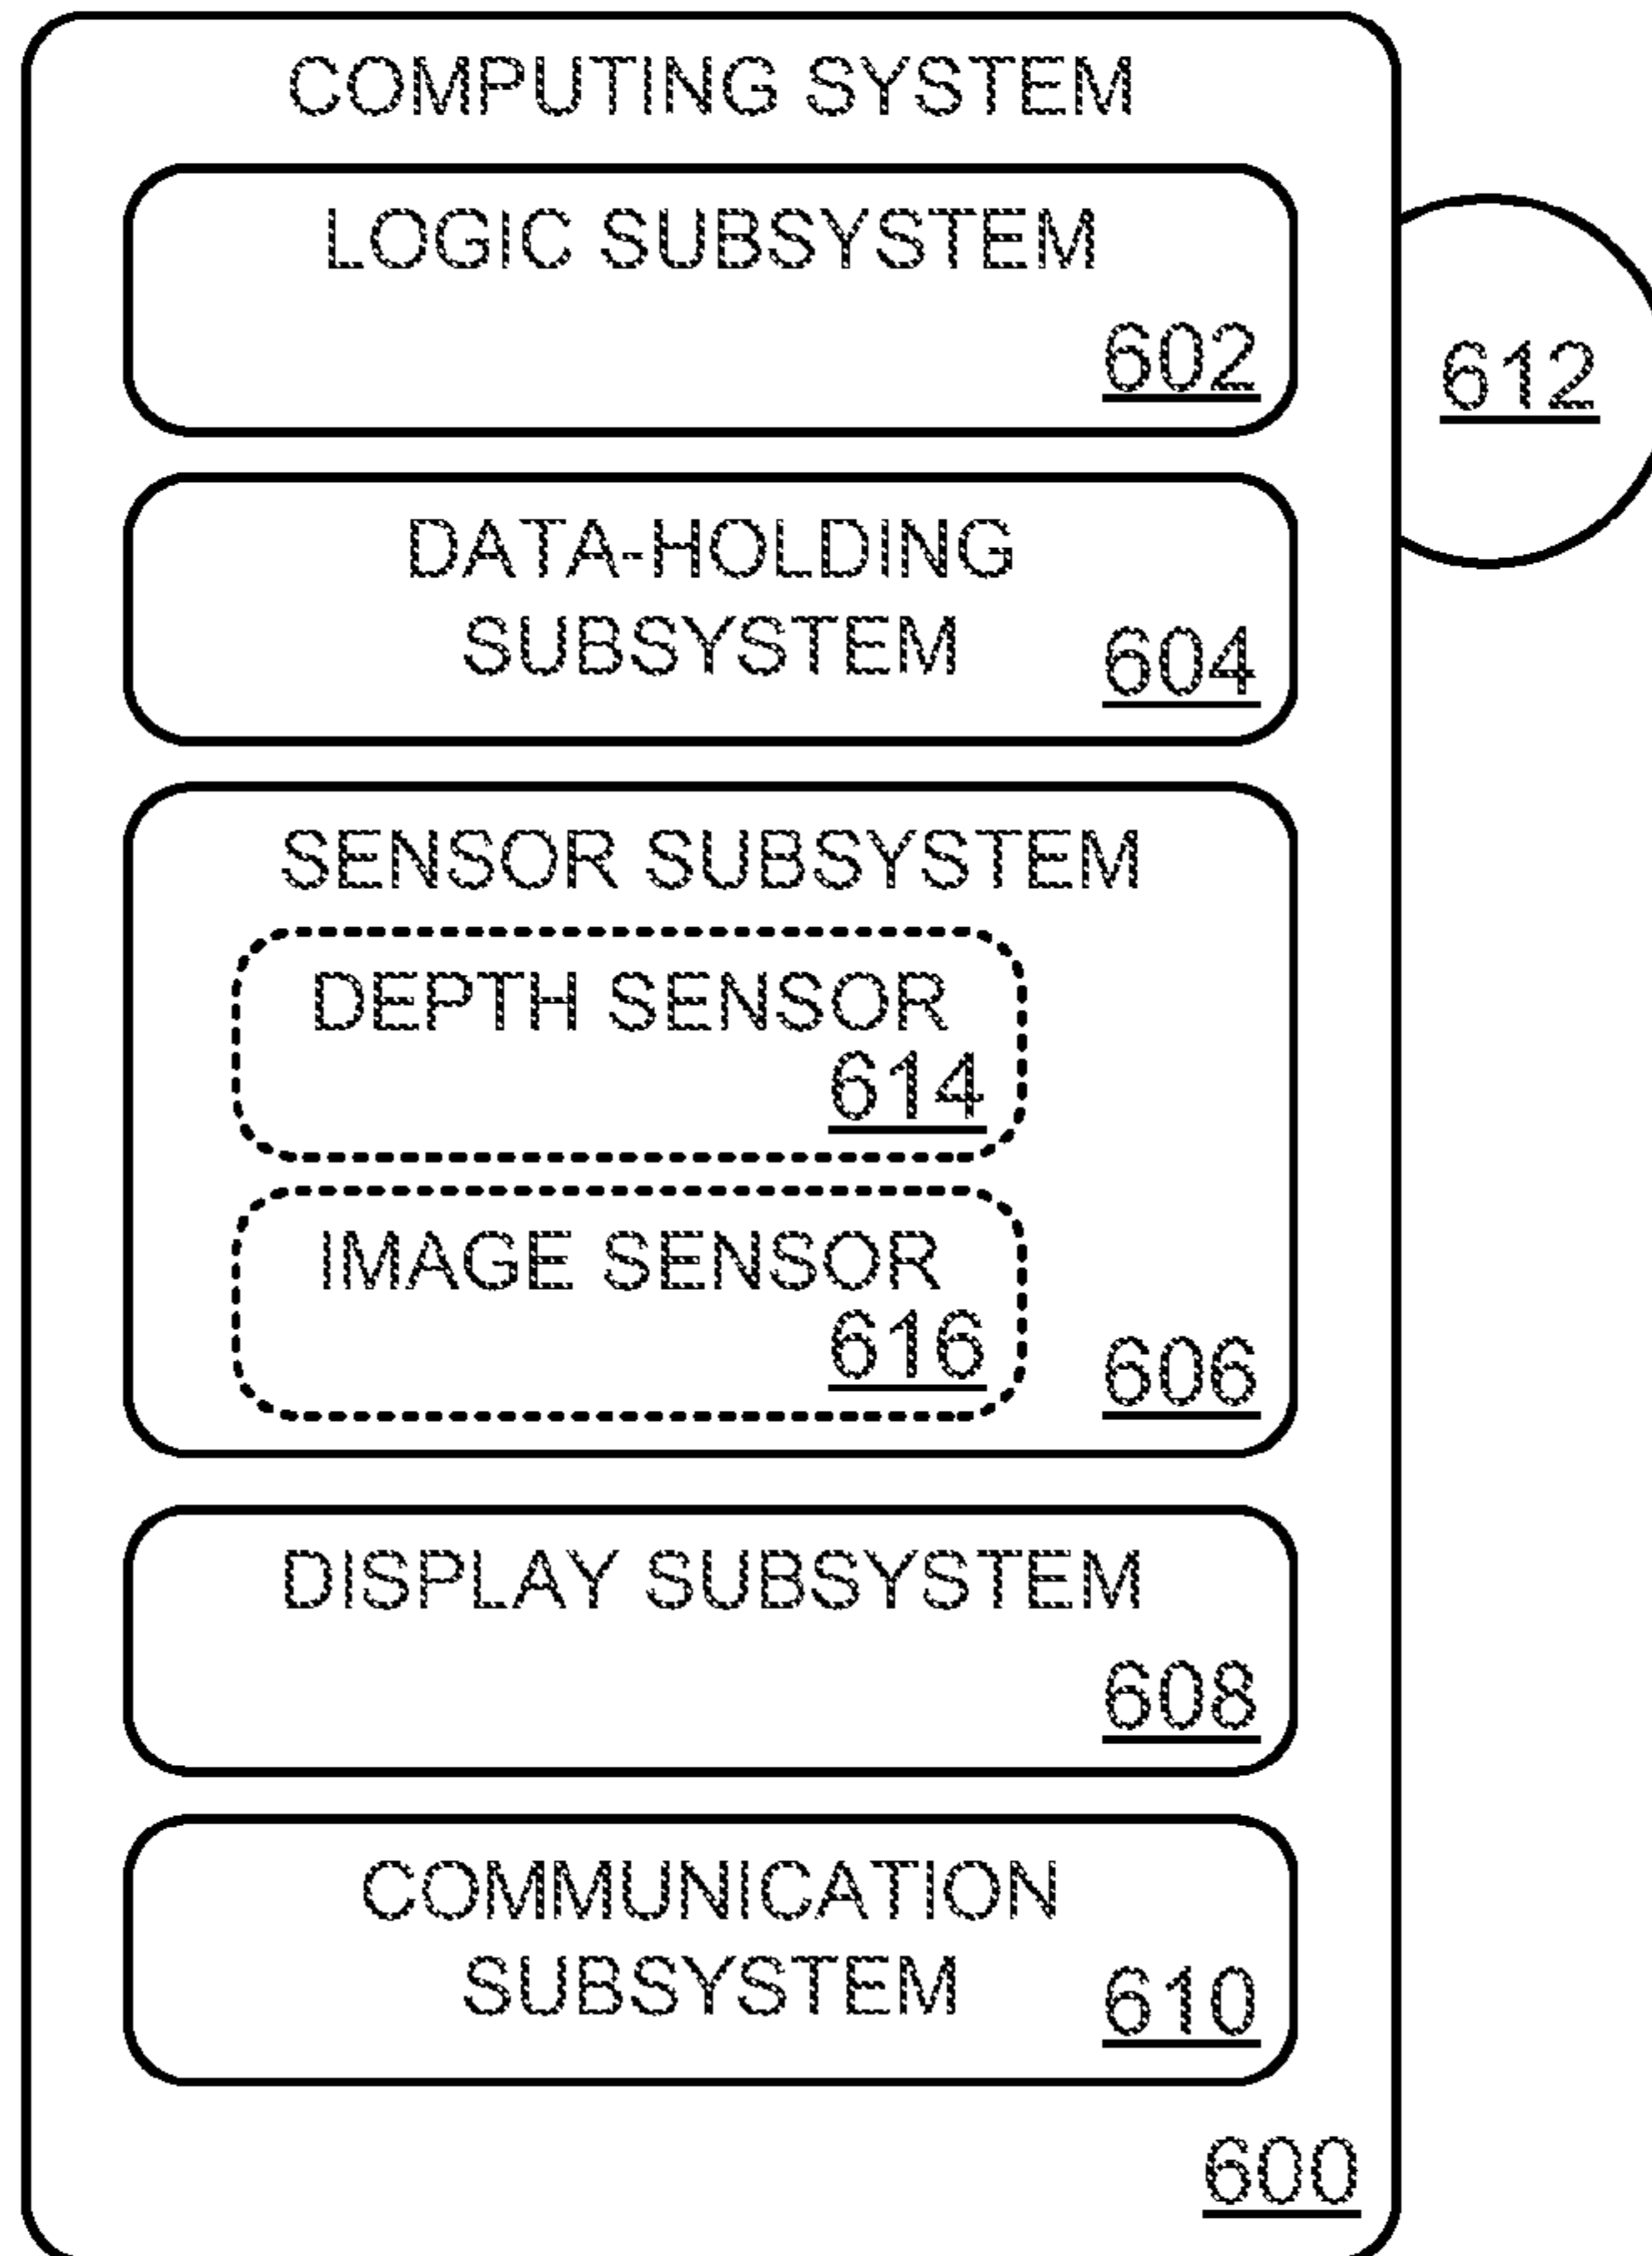 COMPUTING SYSTEM
LOGIC SUBSYSTEM
602
612
DATA-HOLDING
SUBSYSTEM
604
SENSOR SUBSYSTEM
DEPTH SENSOR
614
IMAGE SENSOR
616
606
DISPLAY SUBSYSTEM
608
COMMUNICATION
SUBSYSTEM
610
600